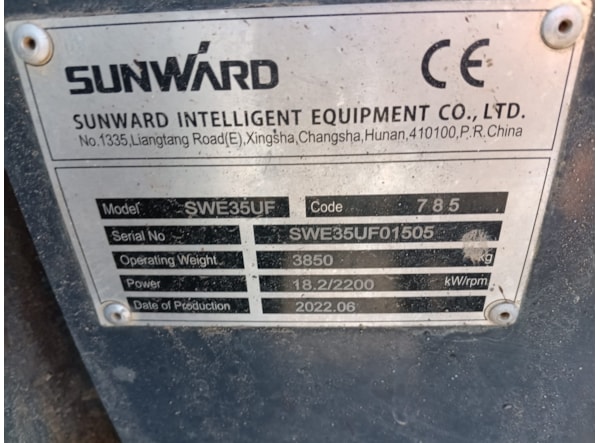 SUNWARD CE
SUNWARD INTELLIGENT EQUIPMENT CO., LTD.
No.1335,Liangtang Road(E),Xingsha,Changsha,Hunan,410100,P.R.China
Model SWE35UF Code 785
Serial No SWE35UF01505
Operating Weight 3850 kg
Power 18.2/2200 kW/rpm
Date of Production 2022.06